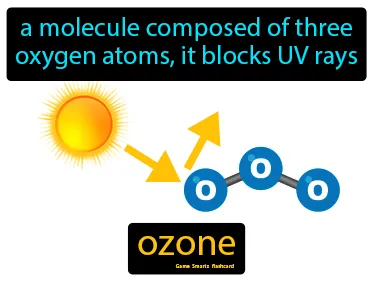 a molecule composed of three
oxygen atoms, it blocks UV rays
O
O
O
ozone
Game Smartz flashcard